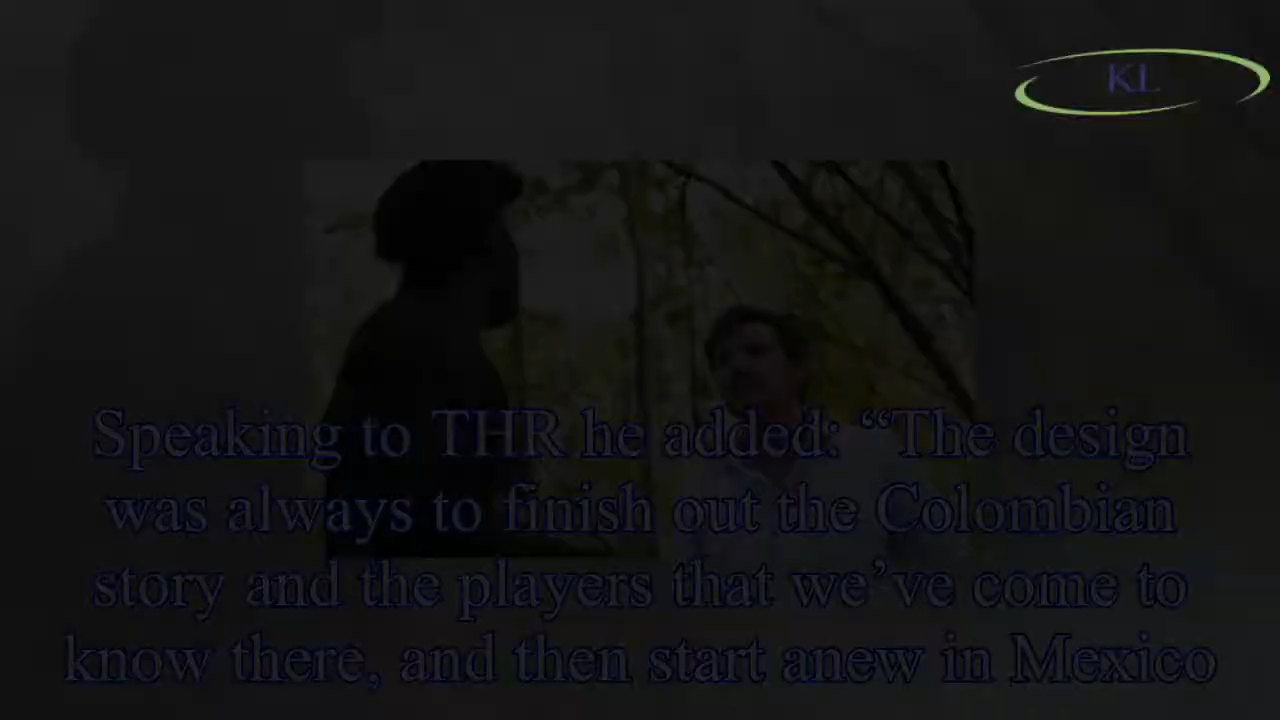 KL
Speaking to THR he added: “The design
was always to finish out the Colombian
story and the players that we’ve come to
know there, and then start anew in Mexico